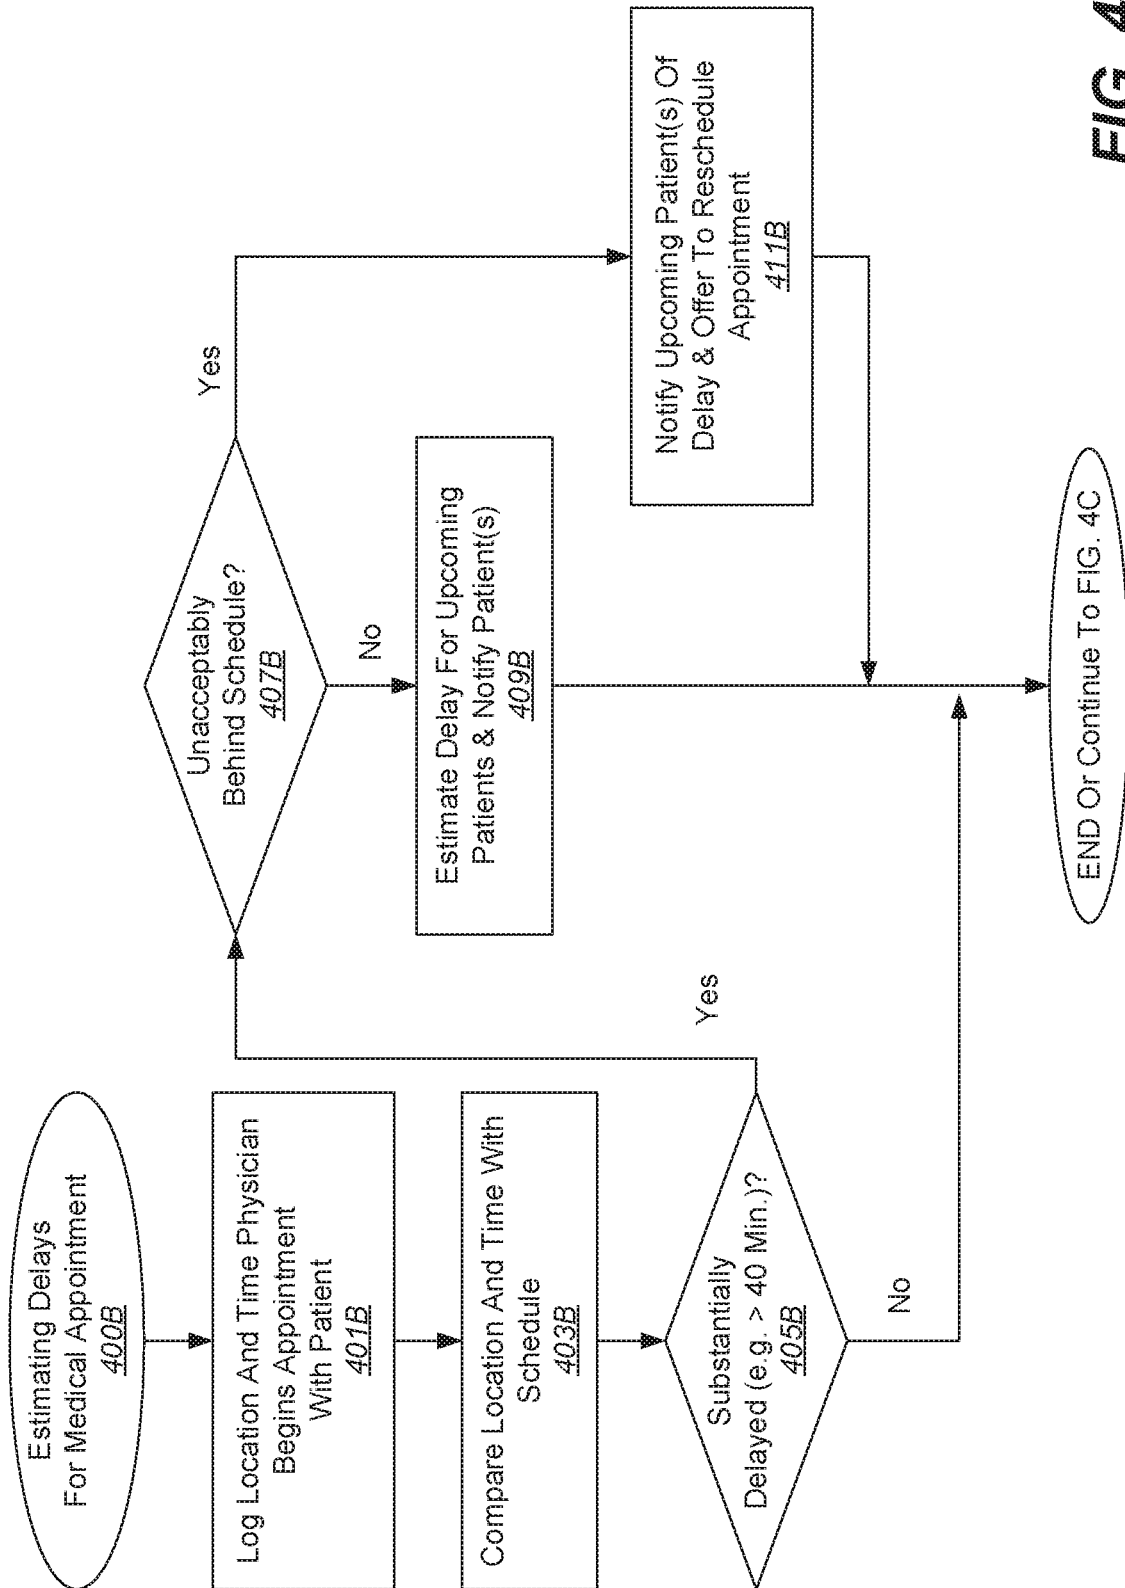 Estimating Delays
For Medical Appointment
400B
Log Location And Time Physician
Begins Appointment
With Patient
401B
Compare Location And Time With
Schedule
403B
Substantially
Delayed (e.g. > 40 Min.)?
405B
Yes
No
Unacceptably
Behind Schedule?
407B
Yes
No
Estimate Delay For Upcoming
Patients & Notify Patient(s)
409B
Notify Upcoming Patient(s) Of
Delay & Offer To Reschedule
Appointment
411B
END Or Continue To FIG. 4C
FIG. 4